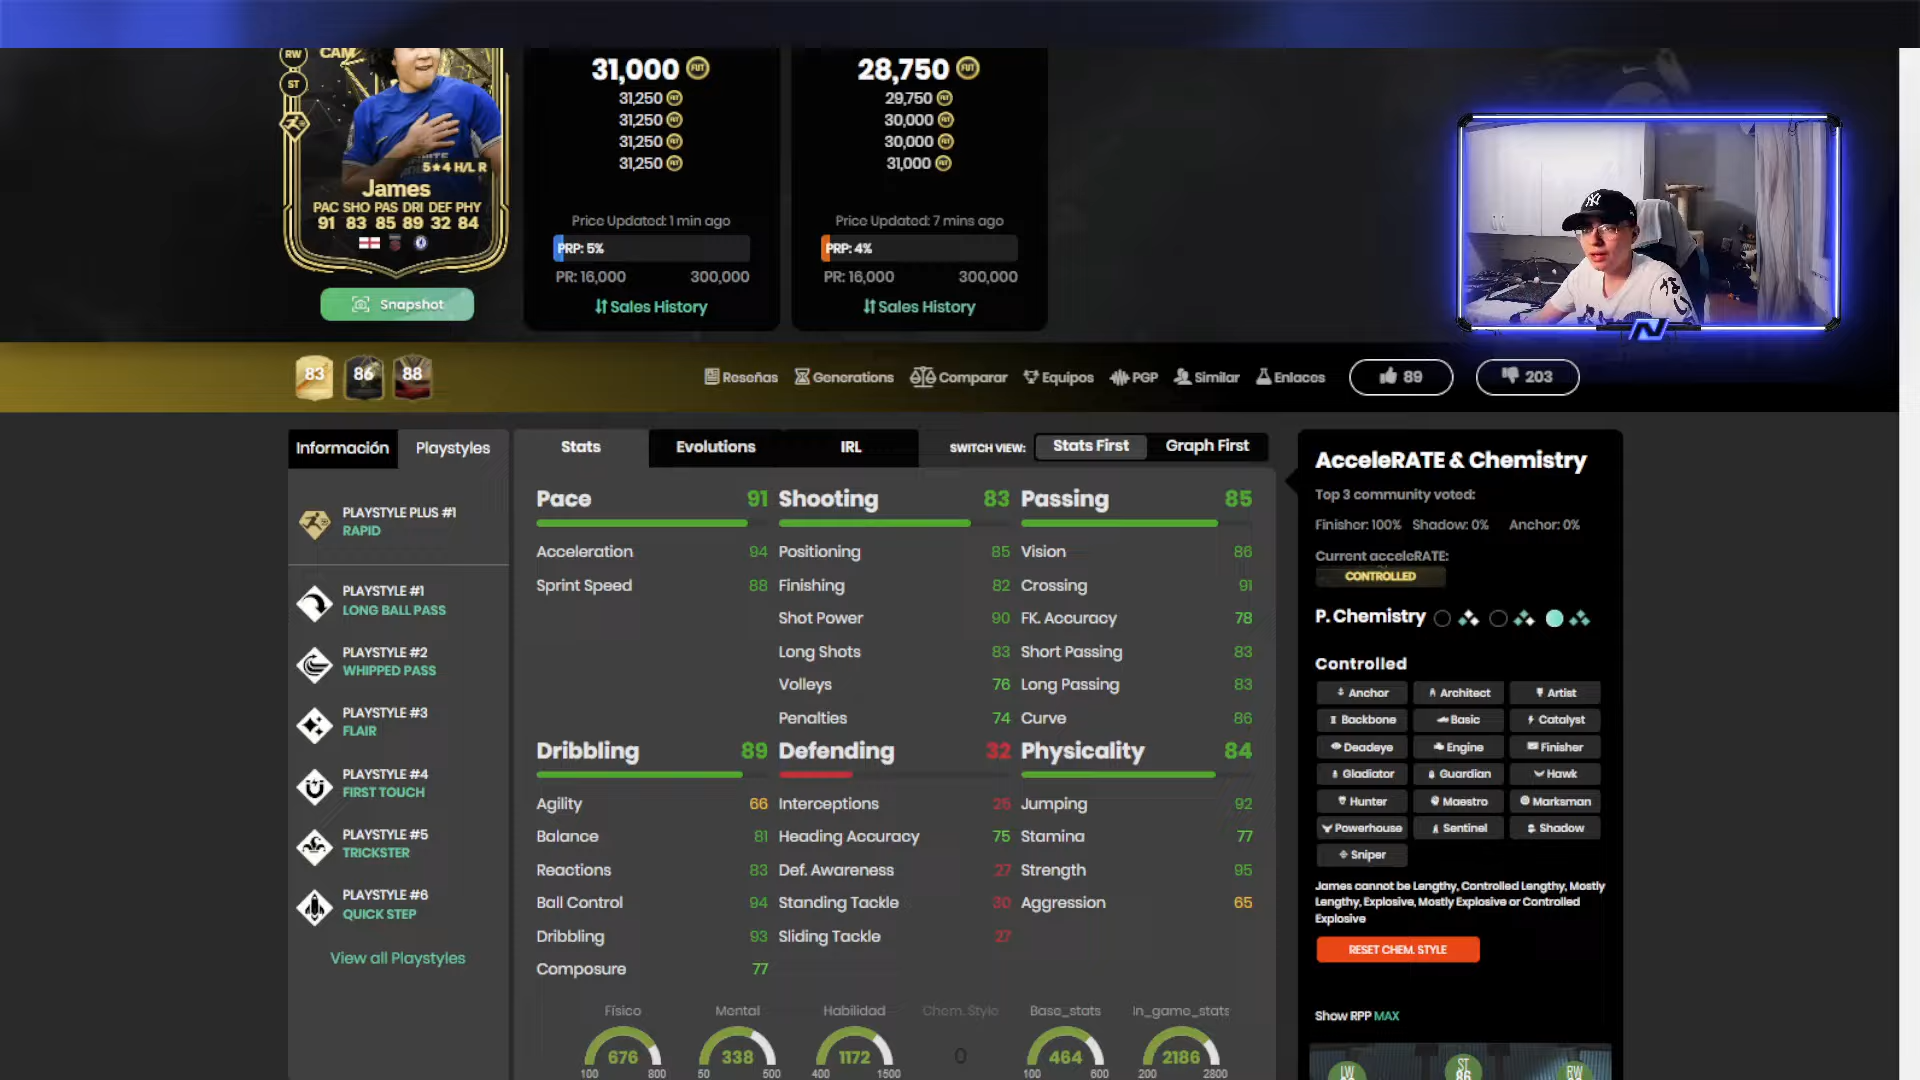 RW
CAM
ST
5★4 H/L R
James
PAC SHO PAS DRI DEF PHY
91 83 85 89 32 84
Snapshot
31,000
31,250
31,250
31,250
31,250
Price Updated: 1 min ago
PRP: 5%
PR: 16,000 300,000
Sales History
28,750
29,750
30,000
30,000
31,000
Price Updated: 7 mins ago
PRP: 4%
PR: 16,000 300,000
Sales History
83 86 88
Reseñas Generations Comparar Equipos PGP Similar Enlaces 89 203
Información Playstyles
PLAYSTYLE PLUS #1
RAPID
PLAYSTYLE #1
LONG BALL PASS
PLAYSTYLE #2
WHIPPED PASS
PLAYSTYLE #3
FLAIR
PLAYSTYLE #4
FIRST TOUCH
PLAYSTYLE #5
TRICKSTER
PLAYSTYLE #6
QUICK STEP
View all Playstyles
Stats Evolutions IRL SWITCH VIEW: Stats First Graph First
Pace 91
Acceleration 94
Sprint Speed 88
Shooting 83
Positioning 85
Finishing 82
Shot Power 90
Long Shots 83
Volleys 76
Penalties 74
Passing 85
Vision 86
Crossing 91
FK. Accuracy 78
Short Passing 83
Long Passing 83
Curve 86
Dribbling 89
Agility 66
Balance 81
Reactions 83
Ball Control 94
Dribbling 93
Composure 77
Defending 32
Interceptions 25
Heading Accuracy 75
Def. Awareness 27
Standing Tackle 30
Sliding Tackle 27
Physicality 84
Jumping 92
Stamina 77
Strength 95
Aggression 65
Físico Mental Habilidad Chem. Style Base_stats In_game_stats
676 338 1172 0 464 2186
100 800 50 500 400 1500 100 600 200 2800
AcceleRATE & Chemistry
Top 3 community voted:
Finisher: 100% Shadow: 0% Anchor: 0%
Current acceleRATE:
CONTROLLED
P. Chemistry
Controlled
Anchor Architect Artist
Backbone Basic Catalyst
Deadeye Engine Finisher
Gladiator Guardian Hawk
Hunter Maestro Marksman
Powerhouse Sentinel Shadow
Sniper
James cannot be Lengthy, Controlled Lengthy, Mostly
Lengthy, Explosive, Mostly Explosive or Controlled
Explosive
RESET CHEM. STYLE
Show RPP MAX
LW ST RW
86